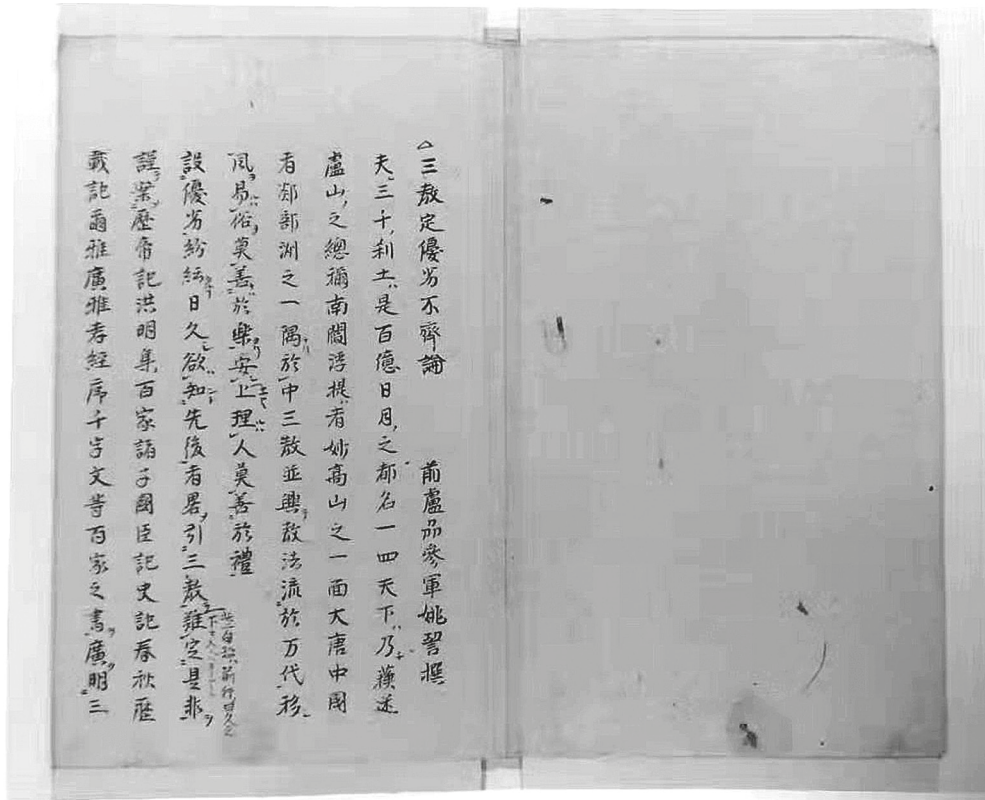 △三教定優劣不齊論
前盧州參軍姚䛒撰
夫三千刹土是百億日月之都名一四天下乃蘓迷
盧山之總稱南閻浮提者妙高山之一面大唐中國
者部洲之一隅於中三教並興教法流於万代移
風易俗莫善於樂安上理人莫善於禮
設優劣紛紜日久欲知先後者畧引三教難定是非
謹案歷帝記洪明集百家諸子國臣記史記春秋歷
載記爾雅廣雅孝經序千字文等百家之書廣明三